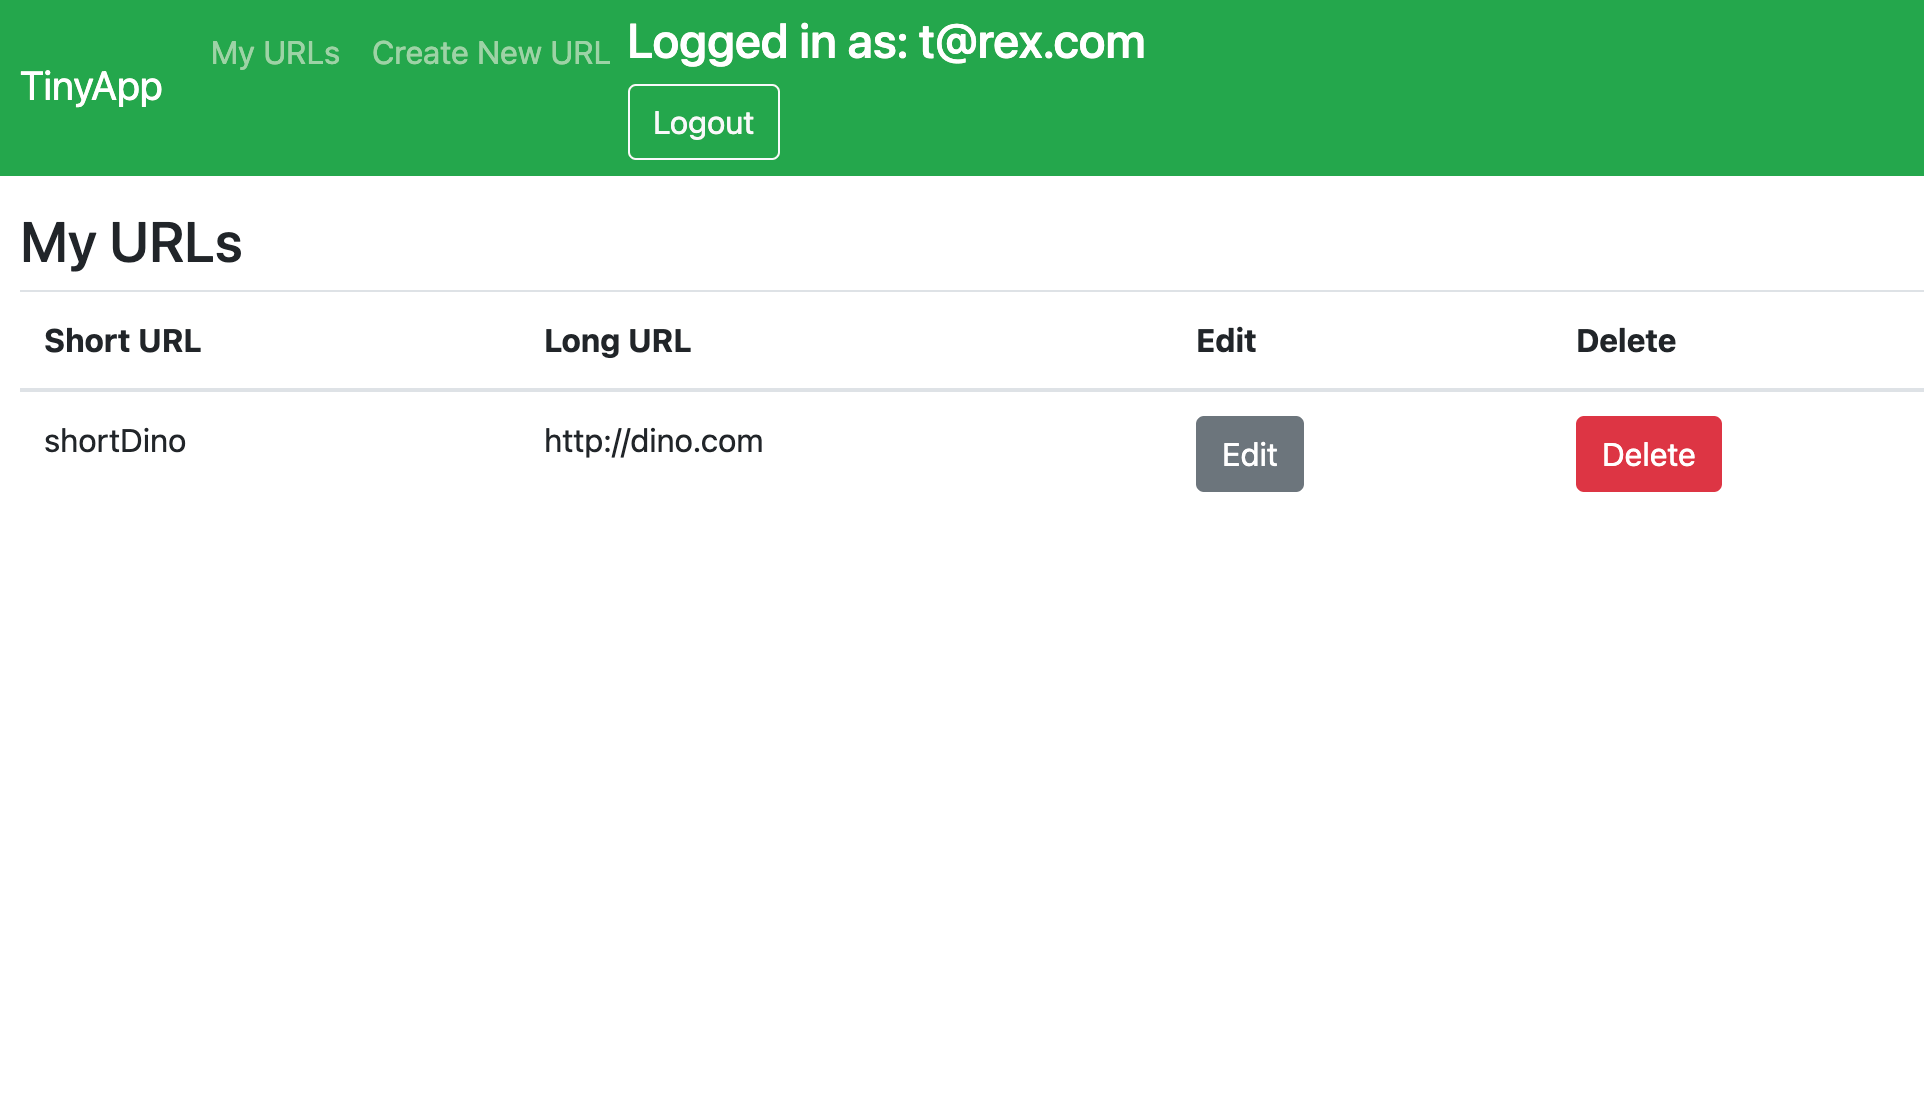 TinyApp
My URLs Create New URL
Logged in as: t@rex.com
Logout
My URLs
Short URL Long URL Edit Delete
shortDino http://dino.com Edit Delete